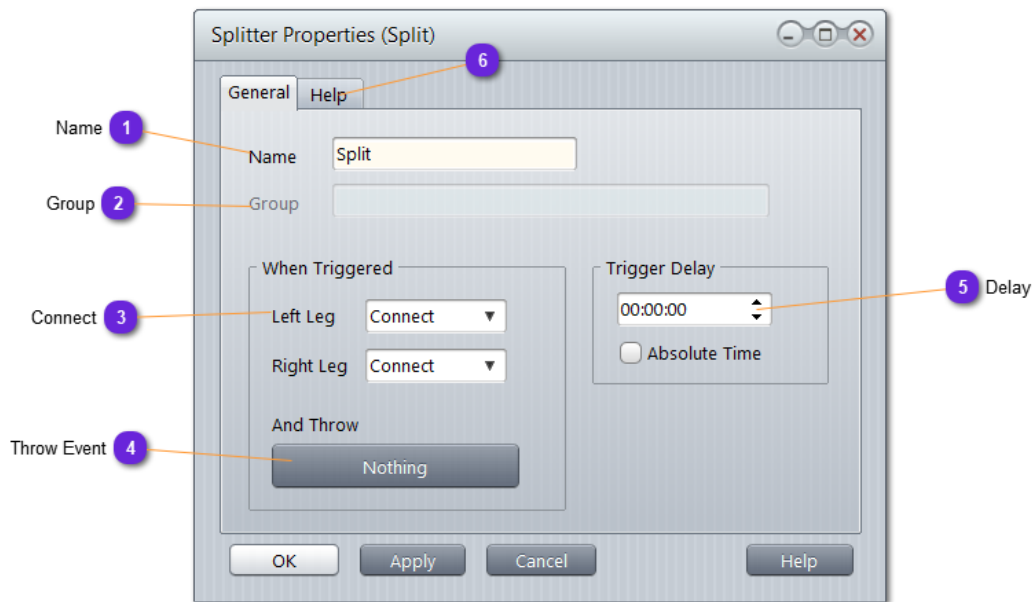 Splitter Properties (Split)
6
General Help
Name 1
Name Split
Group 2
Group
When Triggered
Trigger Delay
Connect 3
Left Leg Connect
00:00:00
5 Delay
Right Leg Connect
Absolute Time
And Throw
Throw Event 4
Nothing
OK Apply Cancel Help